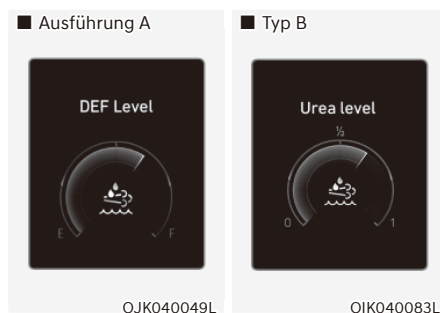 ■ Ausführung A
DEF Level
E F
OJK040049L
■ Typ B
Urea level
½
0 1
OIK040083L